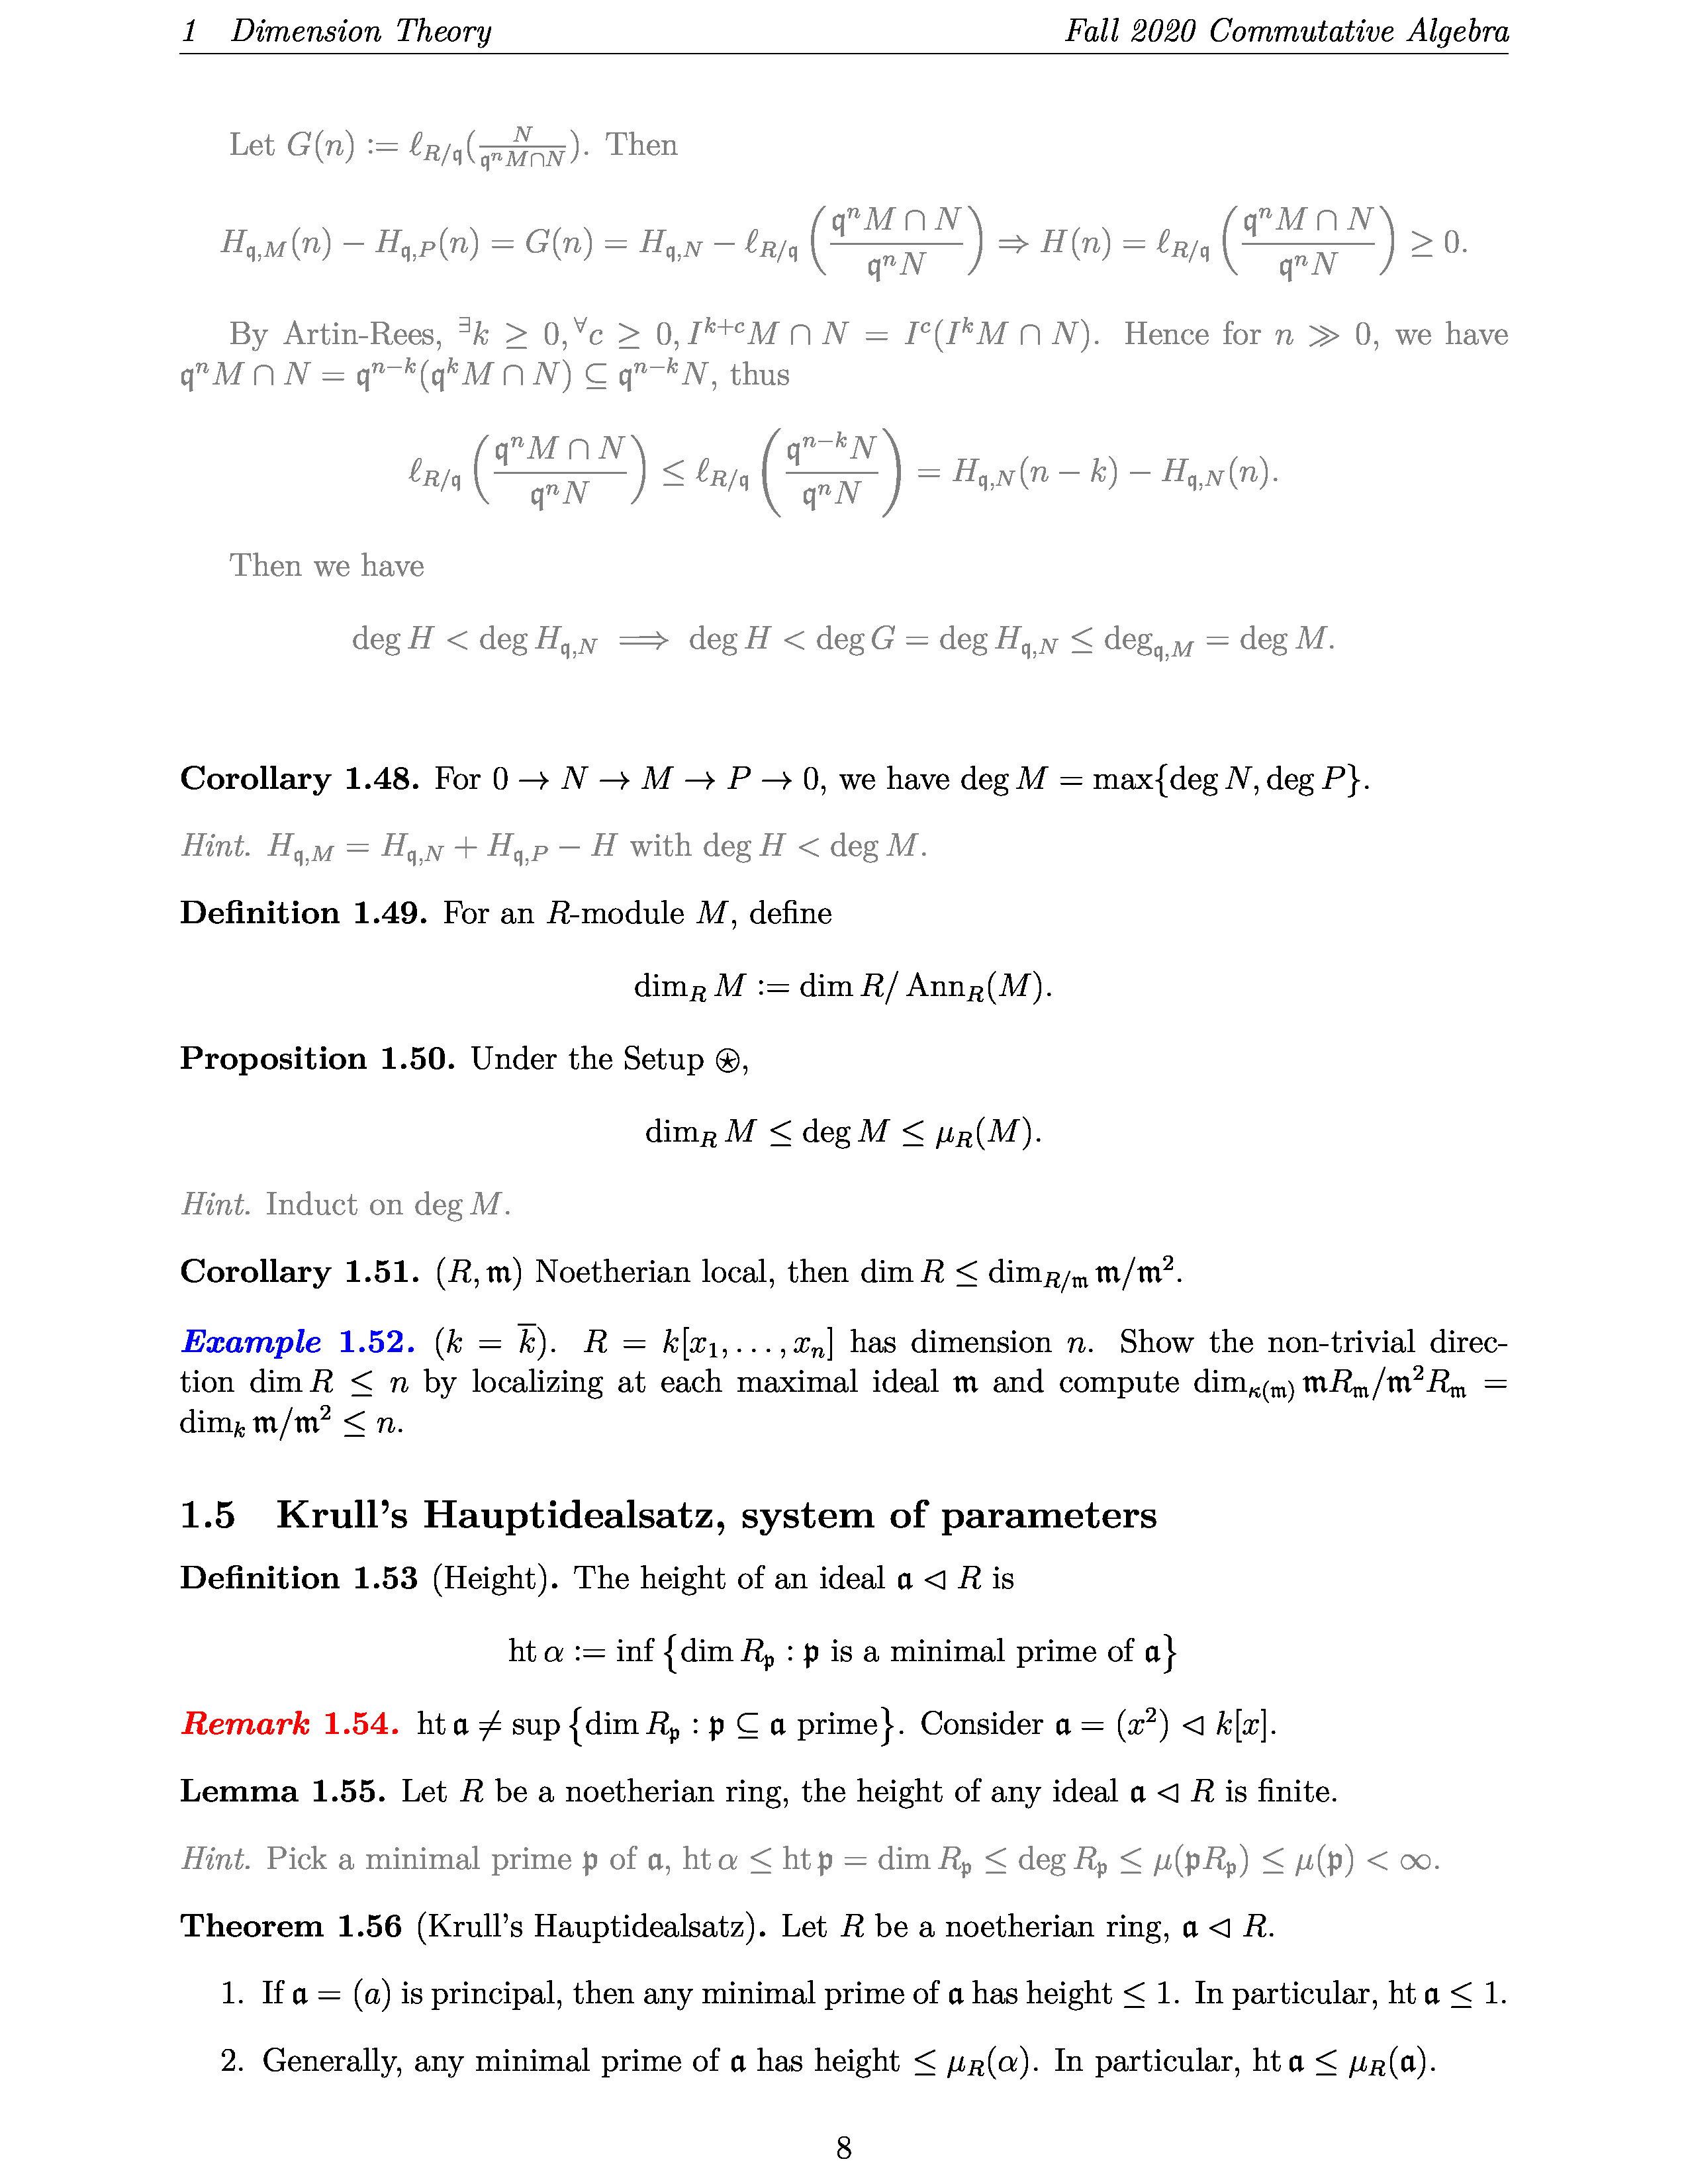 1 Dimension Theory Fall 2020 Commutative Algebra
Let $G(n) := \ell_{R/\mathfrak{q}}(\frac{N}{\mathfrak{q}^n M \cap N})$. Then
$H_{\mathfrak{q},M}(n) - H_{\mathfrak{q},P}(n) = G(n) = H_{\mathfrak{q},N} - \ell_{R/\mathfrak{q}}\left(\frac{\mathfrak{q}^n M \cap N}{\mathfrak{q}^n N}\right) \Rightarrow H(n) = \ell_{R/\mathfrak{q}}\left(\frac{\mathfrak{q}^n M \cap N}{\mathfrak{q}^n N}\right) \geq 0.$
By Artin-Rees, ${}^\exists k \geq 0, {}^\forall c \geq 0, I^{k+c}M \cap N = I^c(I^k M \cap N)$. Hence for $n \gg 0$, we have
$\mathfrak{q}^n M \cap N = \mathfrak{q}^{n-k}(\mathfrak{q}^k M \cap N) \subseteq \mathfrak{q}^{n-k}N$, thus
$\ell_{R/\mathfrak{q}}\left(\frac{\mathfrak{q}^n M \cap N}{\mathfrak{q}^n N}\right) \leq \ell_{R/\mathfrak{q}}\left(\frac{\mathfrak{q}^{n-k} N}{\mathfrak{q}^n N}\right) = H_{\mathfrak{q},N}(n-k) - H_{\mathfrak{q},N}(n).$
Then we have
$\deg H < \deg H_{\mathfrak{q},N} \implies \deg H < \deg G = \deg H_{\mathfrak{q},N} \leq \deg_{\mathfrak{q},M} = \deg M.$
Corollary 1.48. For $0 \to N \to M \to P \to 0$, we have $\deg M = \max\{\deg N, \deg P\}$.
Hint. $H_{\mathfrak{q},M} = H_{\mathfrak{q},N} + H_{\mathfrak{q},P} - H$ with $\deg H < \deg M$.
Definition 1.49. For an $R$-module $M$, define
$\dim_R M := \dim R/\operatorname{Ann}_R(M).$
Proposition 1.50. Under the Setup ⍟,
$\dim_R M \leq \deg M \leq \mu_R(M).$
Hint. Induct on $\deg M$.
Corollary 1.51. $(R, \mathfrak{m})$ Noetherian local, then $\dim R \leq \dim_{R/\mathfrak{m}} \mathfrak{m}/\mathfrak{m}^2$.
Example 1.52. $(k = \overline{k})$. $R = k[x_1, \ldots, x_n]$ has dimension $n$. Show the non-trivial direc-
tion $\dim R \leq n$ by localizing at each maximal ideal $\mathfrak{m}$ and compute $\dim_{\kappa(\mathfrak{m})} \mathfrak{m}R_{\mathfrak{m}}/\mathfrak{m}^2 R_{\mathfrak{m}} =$
$\dim_k \mathfrak{m}/\mathfrak{m}^2 \leq n$.
1.5 Krull's Hauptidealsatz, system of parameters
Definition 1.53 (Height). The height of an ideal $\mathfrak{a} \lhd R$ is
$\operatorname{ht} \alpha := \inf \{\dim R_{\mathfrak{p}} : \mathfrak{p} \text{ is a minimal prime of } \mathfrak{a}\}$
Remark 1.54. $\operatorname{ht} \mathfrak{a} \neq \sup \{\dim R_{\mathfrak{p}} : \mathfrak{p} \subseteq \mathfrak{a} \text{ prime}\}$. Consider $\mathfrak{a} = (x^2) \lhd k[x]$.
Lemma 1.55. Let $R$ be a noetherian ring, the height of any ideal $\mathfrak{a} \lhd R$ is finite.
Hint. Pick a minimal prime $\mathfrak{p}$ of $\mathfrak{a}$, $\operatorname{ht} \alpha \leq \operatorname{ht} \mathfrak{p} = \dim R_{\mathfrak{p}} \leq \deg R_{\mathfrak{p}} \leq \mu(\mathfrak{p}R_{\mathfrak{p}}) \leq \mu(\mathfrak{p}) < \infty$.
Theorem 1.56 (Krull's Hauptidealsatz). Let $R$ be a noetherian ring, $\mathfrak{a} \lhd R$.
1. If $\mathfrak{a} = (a)$ is principal, then any minimal prime of $\mathfrak{a}$ has height $\leq 1$. In particular, $\operatorname{ht} \mathfrak{a} \leq 1$.
2. Generally, any minimal prime of $\mathfrak{a}$ has height $\leq \mu_R(\alpha)$. In particular, $\operatorname{ht} \mathfrak{a} \leq \mu_R(\mathfrak{a})$.
8